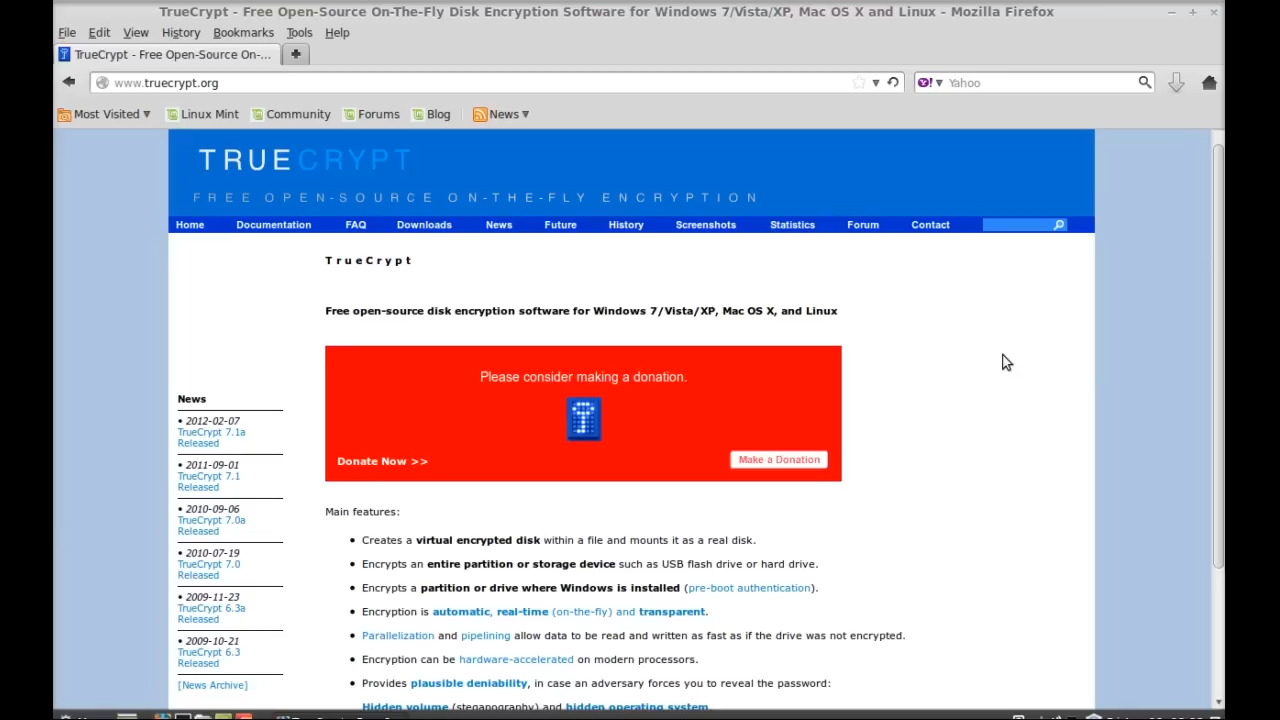 TrueCrypt - Free Open-Source On-The-Fly Disk Encryption Software for Windows 7/Vista/XP, Mac OS X and Linux - Mozilla Firefox
File Edit View History Bookmarks Tools Help
TrueCrypt - Free Open-Source On-...
www.truecrypt.org
Yahoo
Most Visited Linux Mint Community Forums Blog News
TRUECRYPT
FREE OPEN-SOURCE ON-THE-FLY ENCRYPTION
Home Documentation FAQ Downloads News Future History Screenshots Statistics Forum Contact
TrueCrypt
Free open-source disk encryption software for Windows 7/Vista/XP, Mac OS X, and Linux
Please consider making a donation.
Donate Now >>
Make a Donation
News
• 2012-02-07
TrueCrypt 7.1a
Released
• 2011-09-01
TrueCrypt 7.1
Released
• 2010-09-06
TrueCrypt 7.0a
Released
• 2010-07-19
TrueCrypt 7.0
Released
• 2009-11-23
TrueCrypt 6.3a
Released
• 2009-10-21
TrueCrypt 6.3
Released
[News Archive]
Main features:
• Creates a virtual encrypted disk within a file and mounts it as a real disk.
• Encrypts an entire partition or storage device such as USB flash drive or hard drive.
• Encrypts a partition or drive where Windows is installed (pre-boot authentication).
• Encryption is automatic, real-time (on-the-fly) and transparent.
• Parallelization and pipelining allow data to be read and written as fast as if the drive was not encrypted.
• Encryption can be hardware-accelerated on modern processors.
• Provides plausible deniability, in case an adversary forces you to reveal the password:
Hidden volume (steganography) and hidden operating system.